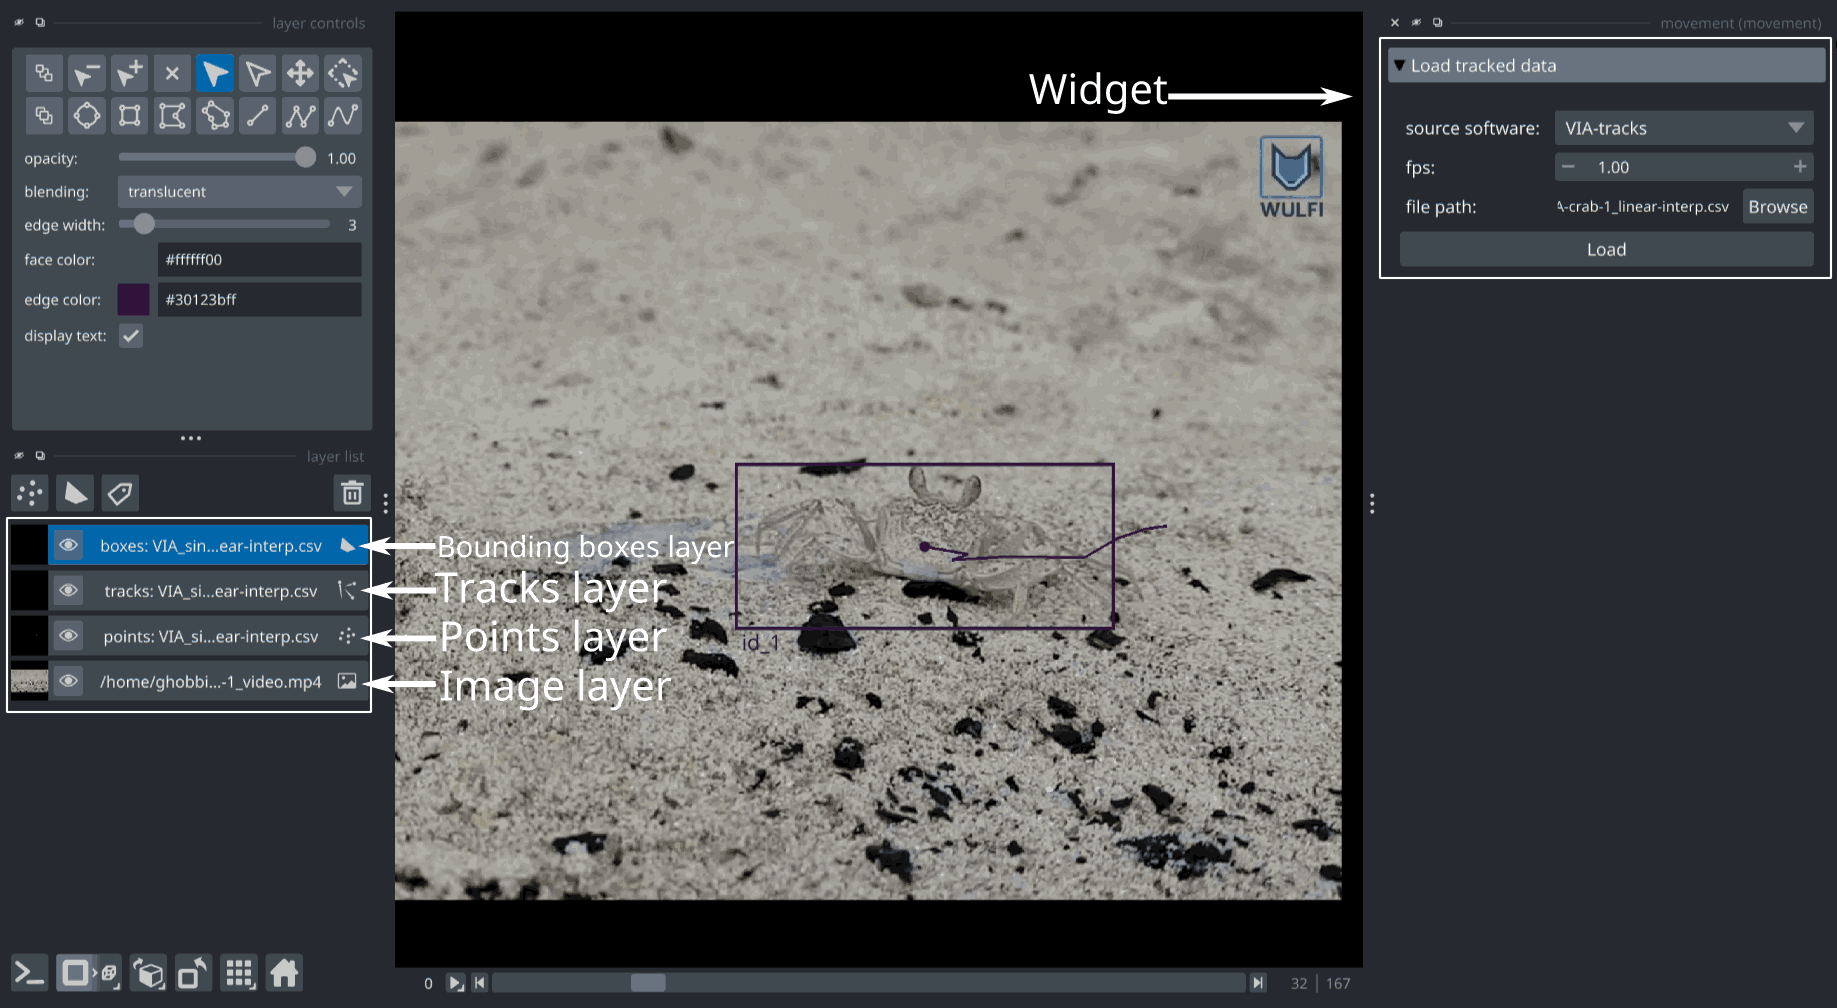 layer controls
opacity: 1.00
blending: translucent
edge width: 3
face color: #ffffff00
edge color: #30123bff
display text:
layer list
boxes: VIA_sin...ear-interp.csv
tracks: VIA_si...ear-interp.csv
points: VIA_si...ear-interp.csv
/home/ghobbi...-1_video.mp4
Widget
WULFI
Bounding boxes layer
Tracks layer
Points layer
Image layer
id_1
0
32 | 167
movement (movement)
Load tracked data
source software: VIA-tracks
fps: 1.00
file path: A-crab-1_linear-interp.csv Browse
Load